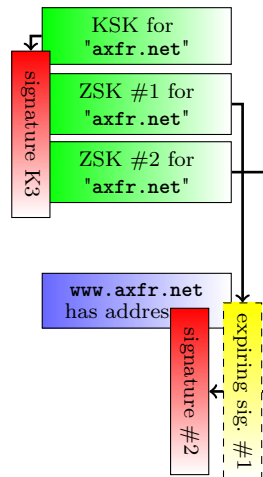 KSK for
"axfr.net"
signature K3
ZSK #1 for
"axfr.net"
ZSK #2 for
"axfr.net"
www.axfr.net
has addres
signature #2
expiring sig. #1